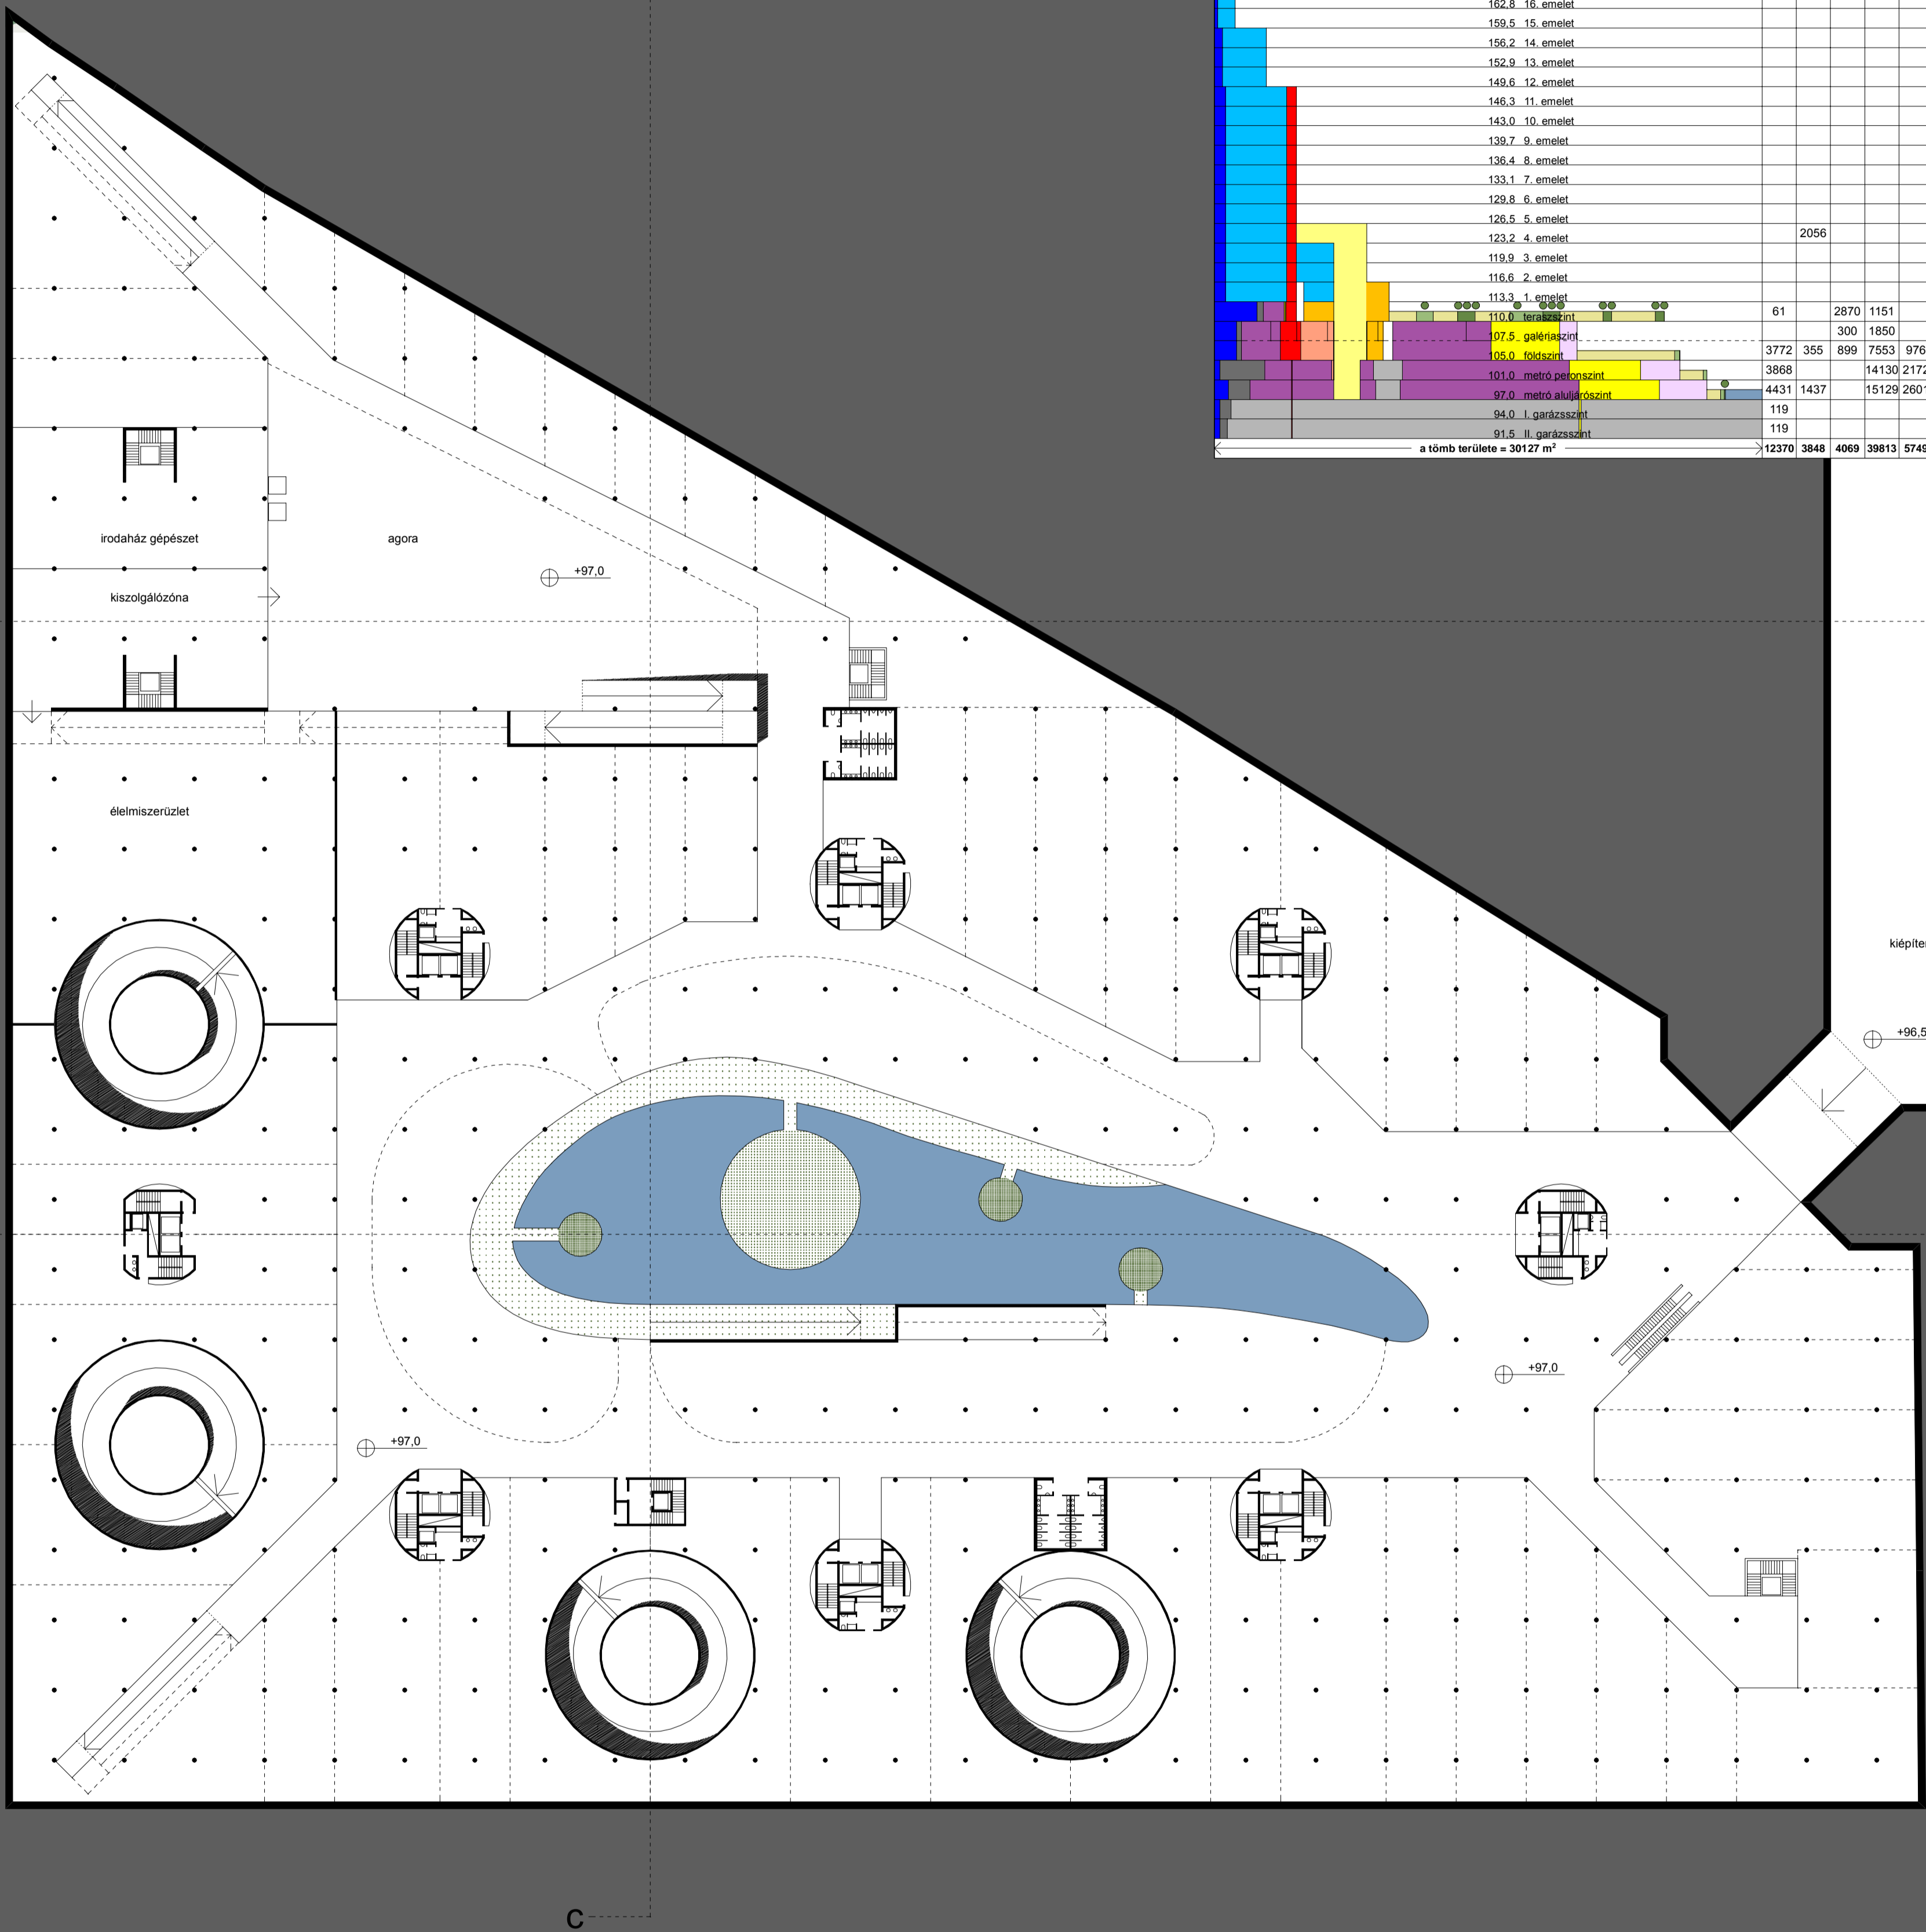 162,8 16. emelet
159,5 15. emelet
156,2 14. emelet
152,9 13. emelet
149,6 12. emelet
146,3 11. emelet
143,0 10. emelet
139,7 9. emelet
136,4 8. emelet
133,1 7. emelet
129,8 6. emelet
126,5 5. emelet
123,2 4. emelet 2056
119,9 3. emelet
116,6 2. emelet
113,3 1. emelet
110,0 teraszszint 61 2870 1151
107,5 galériaszint 300 1850
105,0 földszint 3772 355 899 7553 976
101,0 metró peronszint 3868 14130 2172
97,0 metró aluljárószint 4431 1437 15129 2601
94,0 I. garázsszint 119
91,5 II. garázsszint 119
a tömb területe = 30127 m² 12370 3848 4069 39813 5749
irodaház gépészet
agora
+97,0
kiszolgálózóna
élelmiszerüzlet
+96,5
+97,0
+97,0
C